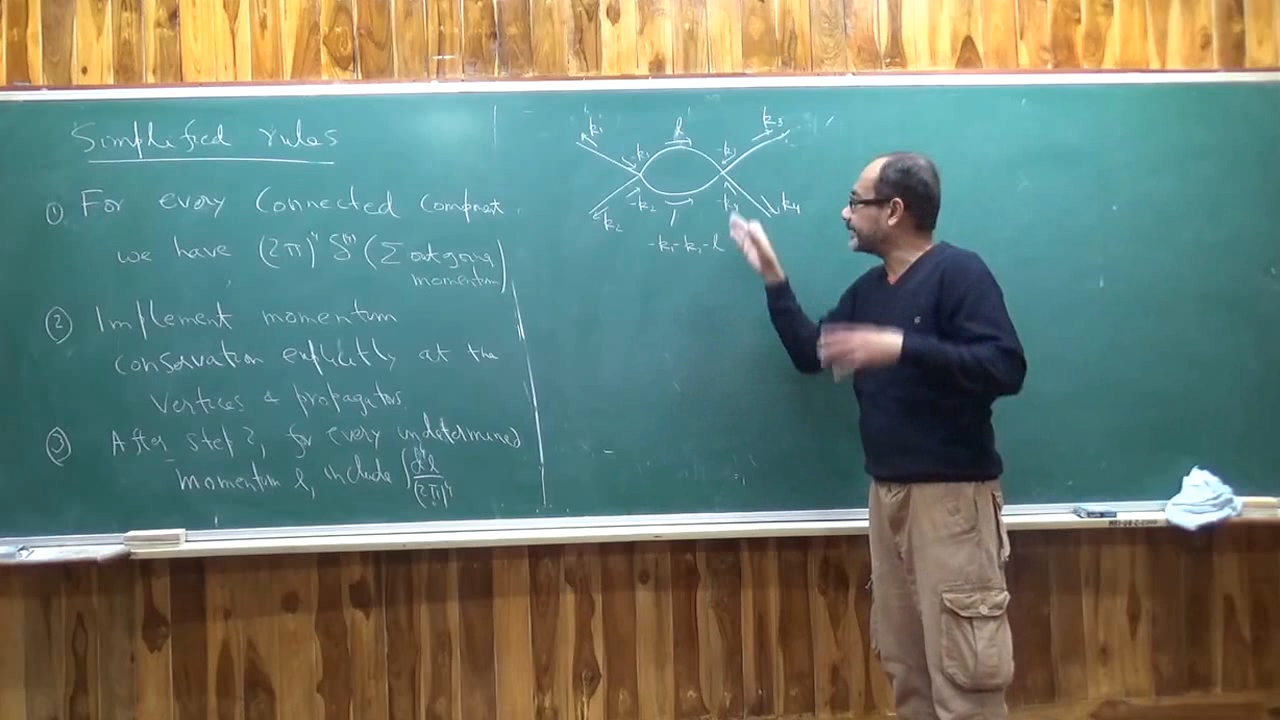 Simplified rules
① For every Connected Compnent
we have (2π)⁴ δ⁽⁴⁾ (∑ outgoing momentum)
② Implement momentum
conservation explicitly at the
vertices & propagators.
③ After step 2, for every undetermined
momentum l, include ∫ d⁴l/(2π)⁴
k₁ l k₃
-k₁ -k₃
-k₂ -k₄
k₂ k₄
-k₁-k₂-l